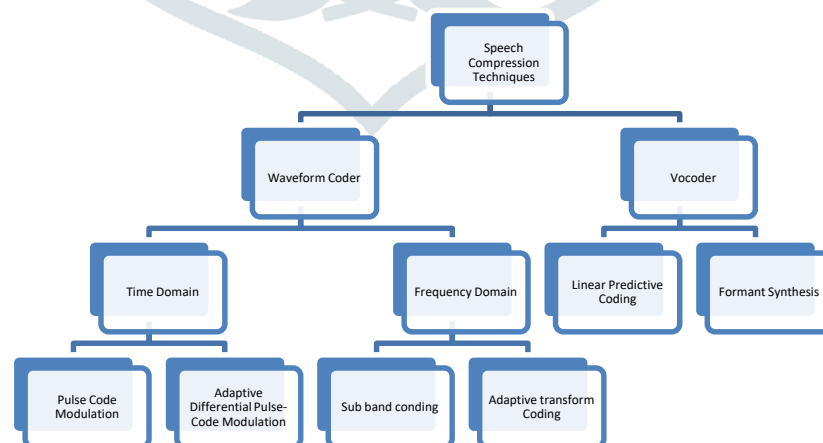 Speech
Compression
Techniques
Waveform Coder
Vocoder
Time Domain
Frequency Domain
Linear Predictive
Coding
Formant Synthesis
Pulse Code
Modulation
Adaptive
Differential Pulse-
Code Modulation
Sub band conding
Adaptive transform
Coding